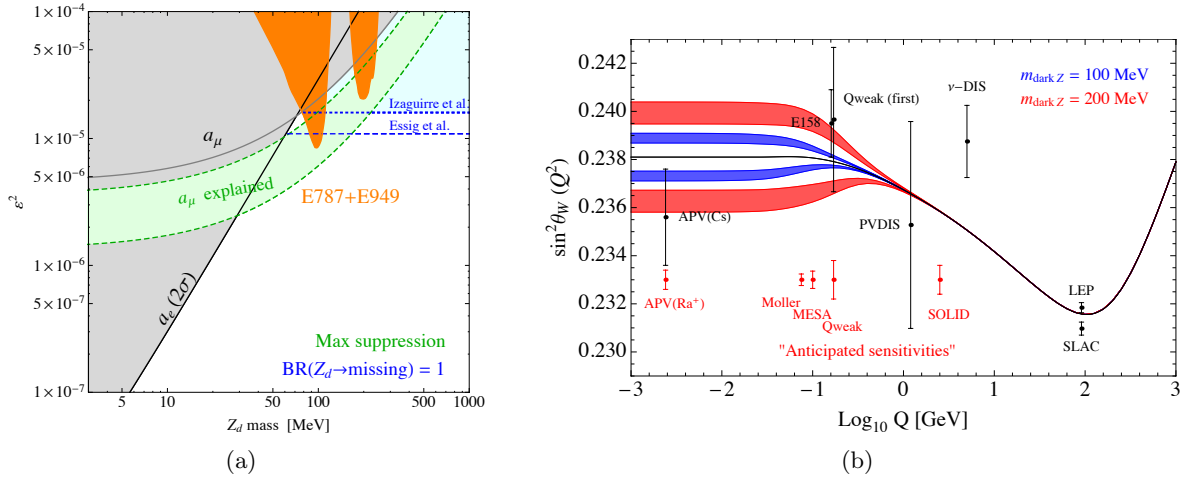 1×10⁻⁴
5×10⁻⁵
1×10⁻⁵
5×10⁻⁶
1×10⁻⁶
5×10⁻⁷
1×10⁻⁷
ε²
Izaguirre et al.
Essig et al.
a_μ
a_μ explained
E787+E949
a_e (2σ)
Max suppression
BR(Z_d→missing) = 1
5 10 50 100 500 1000
Z_d mass [MeV]
(a)
0.242
0.240
0.238
0.236
0.234
0.232
0.230
sin²θ_W (Q²)
m_dark Z = 100 MeV
m_dark Z = 200 MeV
Qweak (first)
ν−DIS
E158
APV(Cs)
PVDIS
APV(Ra⁺)
Moller
MESA
Qweak
SOLID
LEP
SLAC
"Anticipated sensitivities"
−3 −2 −1 0 1 2 3
Log₁₀ Q [GeV]
(b)